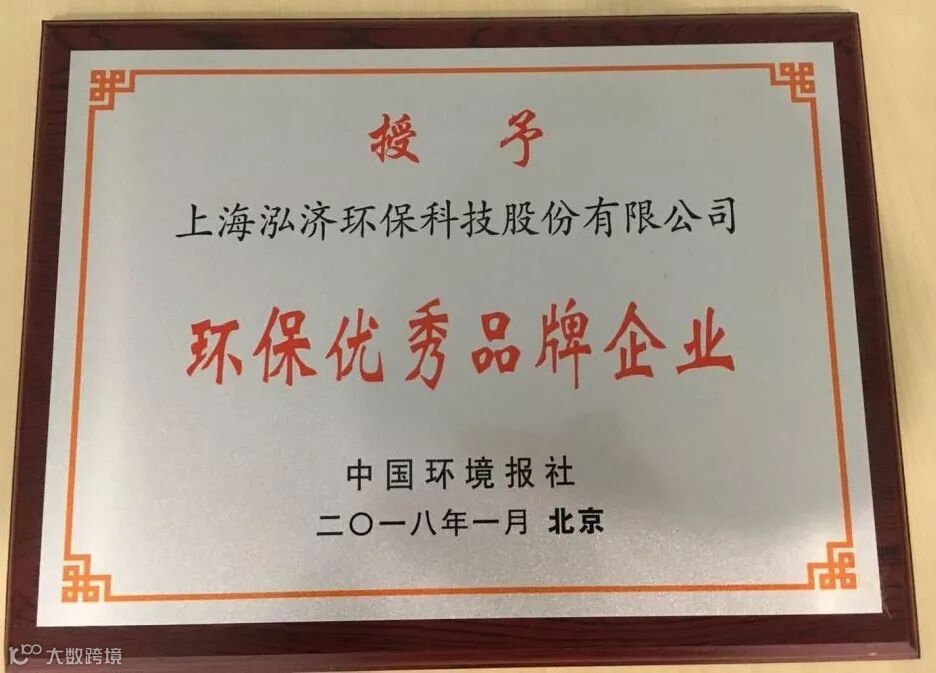 授 予
上海泓济环保科技股份有限公司
环保优秀品牌企业
中国环境报社
二〇一八年一月 北京
大数跨境